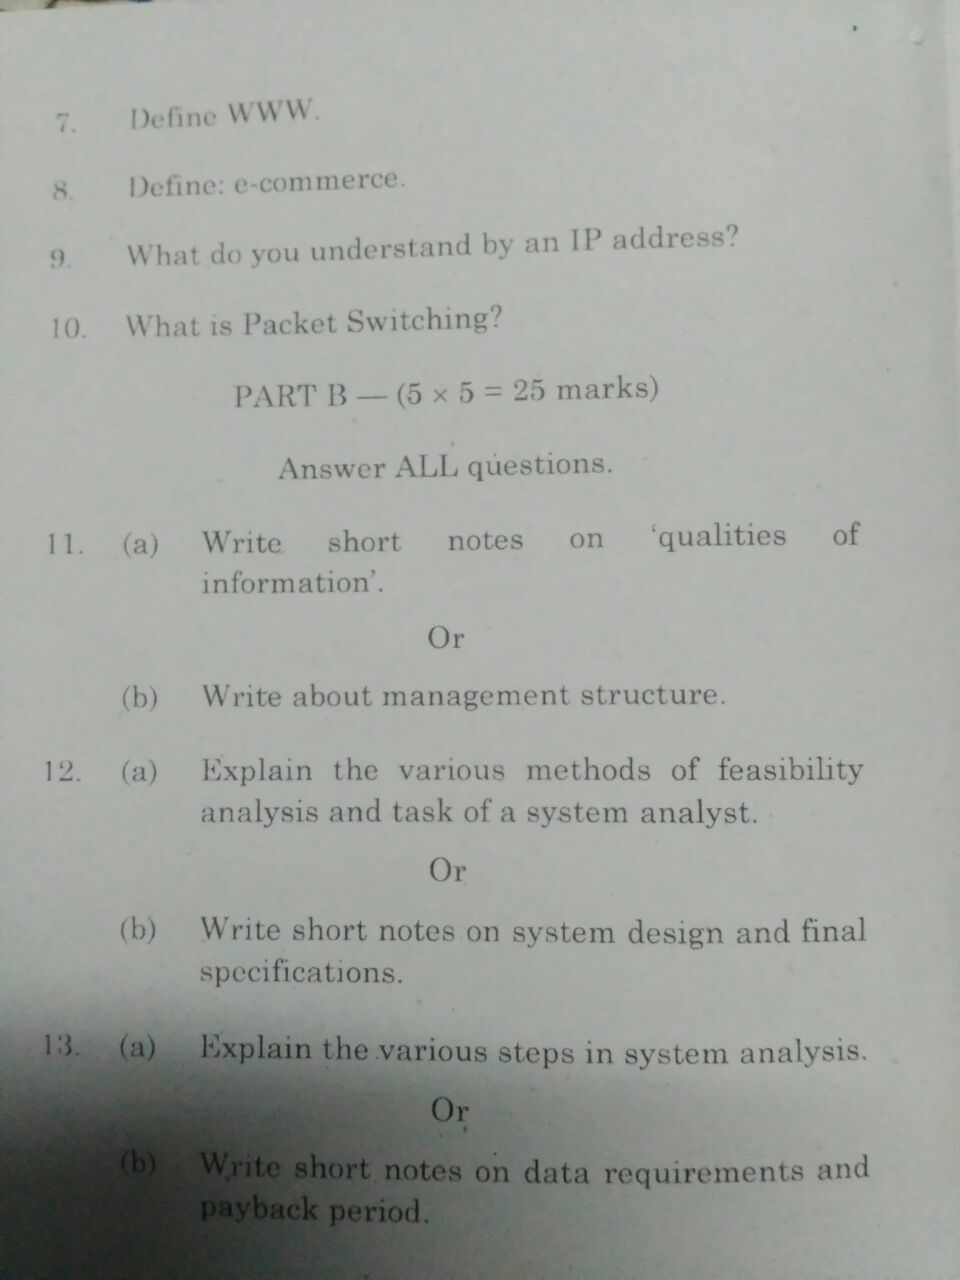 7. Define WWW.
8. Define: e-commerce.
9. What do you understand by an IP address?
10. What is Packet Switching?
PART B — (5 × 5 = 25 marks)
Answer ALL questions.
11. (a) Write short notes on ‘qualities of
information’.
Or
(b) Write about management structure.
12. (a) Explain the various methods of feasibility
analysis and task of a system analyst.
Or
(b) Write short notes on system design and final
specifications.
13. (a) Explain the various steps in system analysis.
Or
(b) Write short notes on data requirements and
payback period.